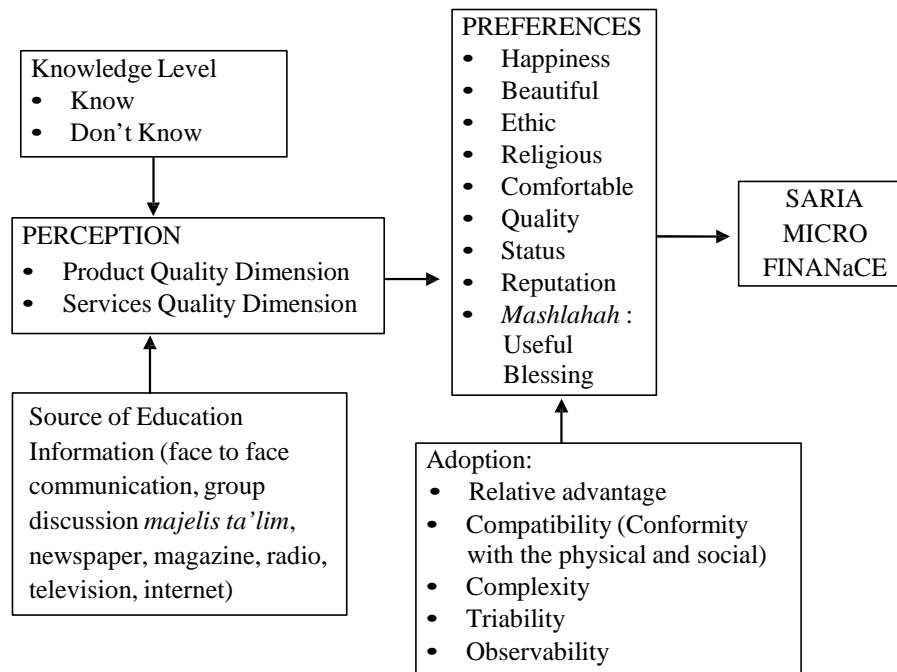 Knowledge Level
• Know
• Don't Know
PERCEPTION
• Product Quality Dimension
• Services Quality Dimension
Source of Education
Information (face to face
communication, group
discussion majelis ta'lim,
newspaper, magazine, radio,
television, internet)
PREFERENCES
• Happiness
• Beautiful
• Ethic
• Religious
• Comfortable
• Quality
• Status
• Reputation
• Mashlahah :
Useful
Blessing
Adoption:
• Relative advantage
• Compatibility (Conformity
with the physical and social)
• Complexity
• Triability
• Observability
SARIA
MICRO
FINANaCE